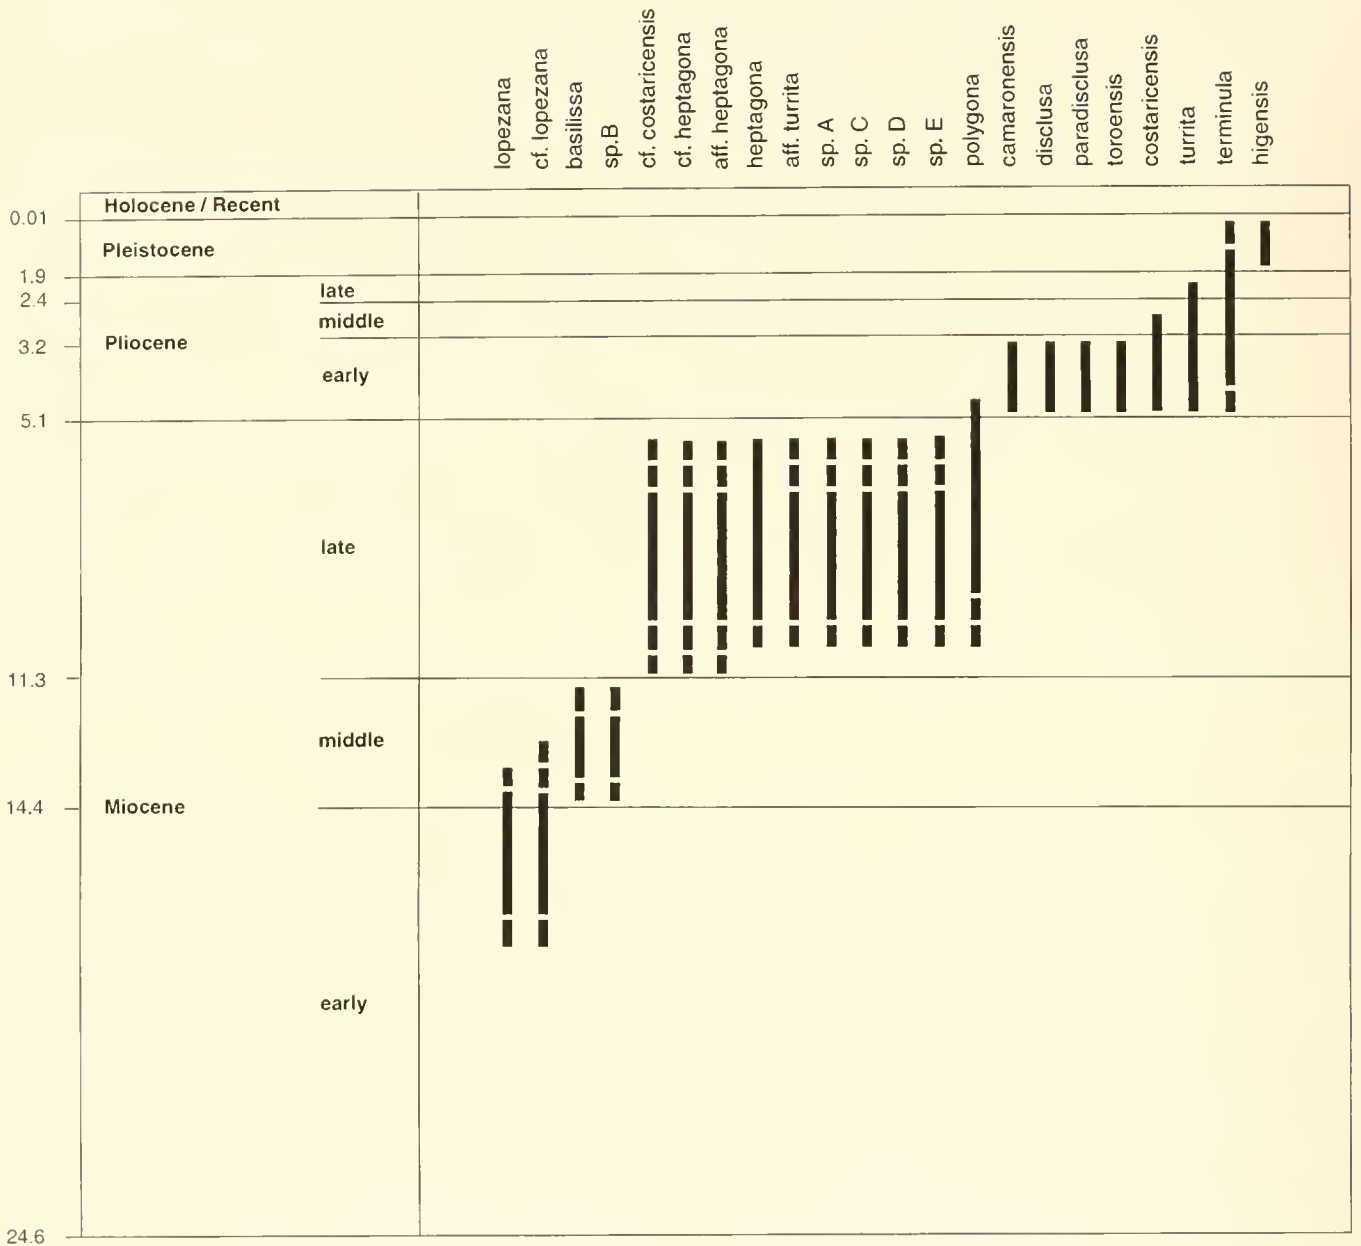 lopezana
cf. lopezana
basilissa
sp.B
cf. costaricensis
cf. heptagona
aff. heptagona
heptagona
aff. turrita
sp. A
sp. C
sp. D
sp. E
polygona
camaronensis
disclusa
paradisclusa
toroensis
costaricensis
turrita
terminula
higensis
Holocene / Recent
0.01
Pleistocene
1.9
late
2.4
middle
3.2
Pliocene
early
5.1
late
11.3
middle
14.4
Miocene
early
24.6